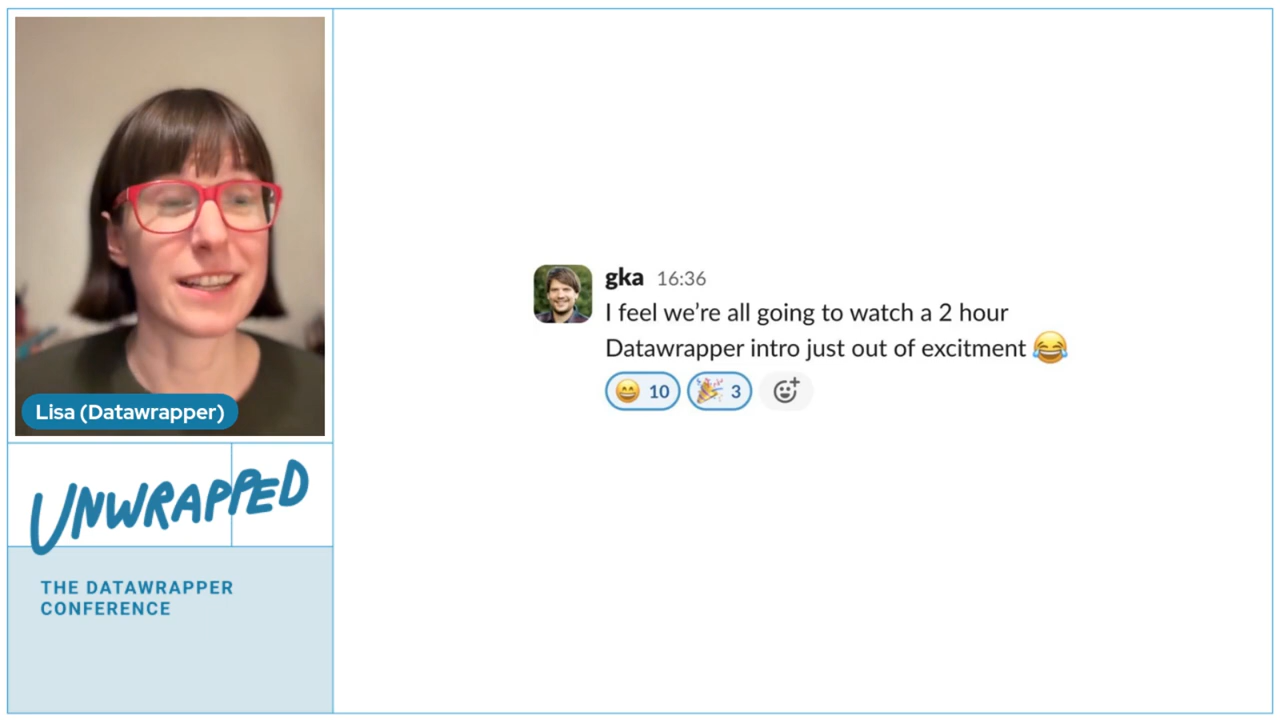 Lisa (Datawrapper)
UNWRAPPED
THE DATAWRAPPER
CONFERENCE
gka 16:36
I feel we’re all going to watch a 2 hour
Datawrapper intro just out of excitment 😂
😄 10 🎉 3